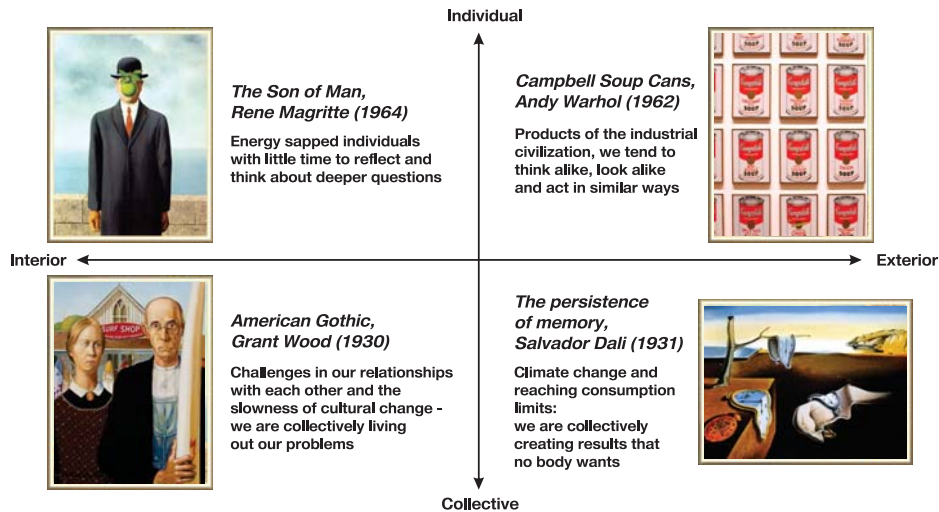 Individual
The Son of Man,
Rene Magritte (1964)
Energy sapped individuals
with little time to reflect and
think about deeper questions
Campbell Soup Cans,
Andy Warhol (1962)
Products of the industrial
civilization, we tend to
think alike, look alike
and act in similar ways
Interior
Exterior
American Gothic,
Grant Wood (1930)
Challenges in our relationships
with each other and the
slowness of cultural change -
we are collectively living
out our problems
SURF SHOP
The persistence
of memory,
Salvador Dali (1931)
Climate change and
reaching consumption
limits:
we are collectively
creating results that
no body wants
Collective